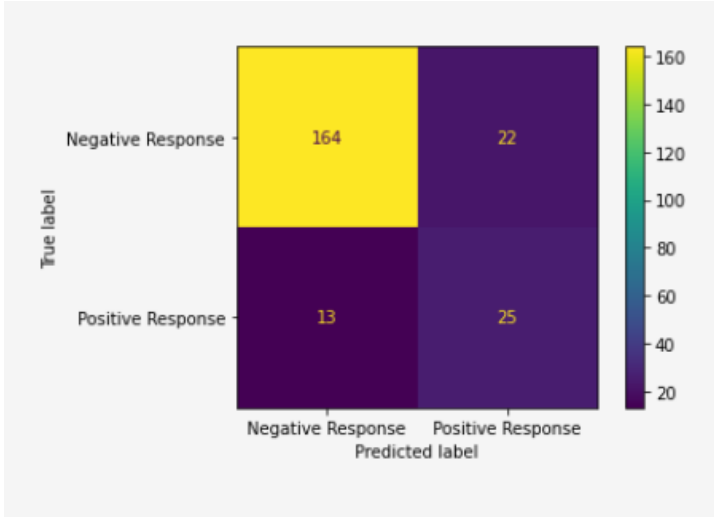 160
140
120
100
80
60
40
20
Negative Response
164
22
Positive Response
13
25
True label
Negative Response Positive Response
Predicted label